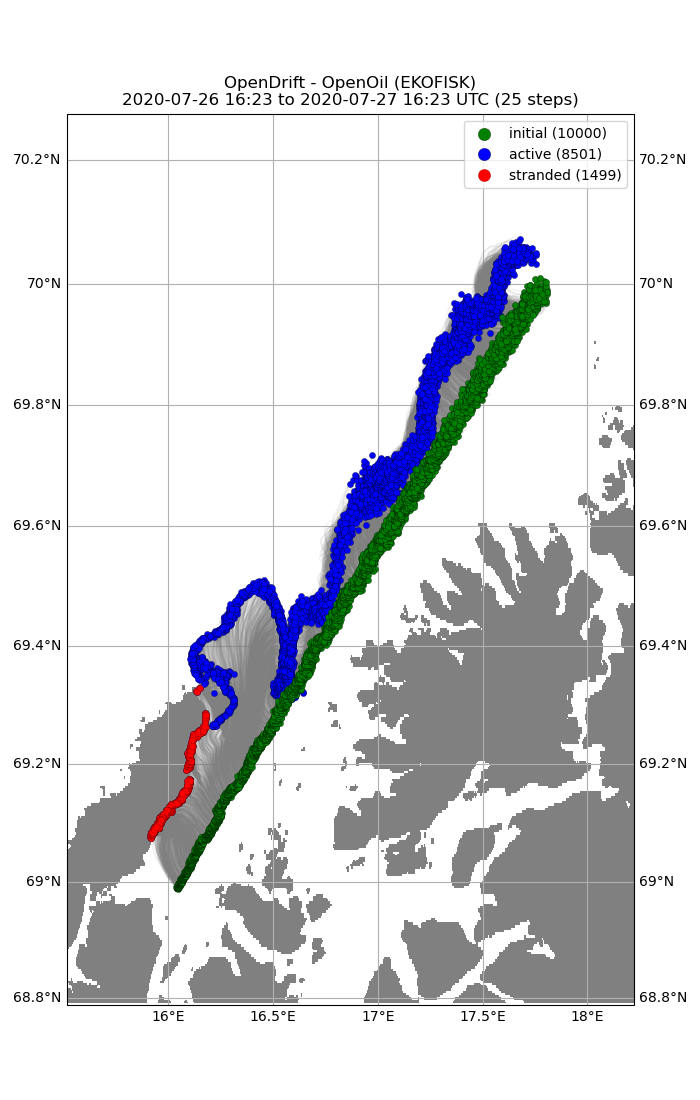 OpenDrift - OpenOil (EKOFISK)
2020-07-26 16:23 to 2020-07-27 16:23 UTC (25 steps)
initial (10000)
active (8501)
stranded (1499)
70.2°N 70.2°N
70°N 70°N
69.8°N 69.8°N
69.6°N 69.6°N
69.4°N 69.4°N
69.2°N 69.2°N
69°N 69°N
68.8°N 68.8°N
16°E 16.5°E 17°E 17.5°E 18°E